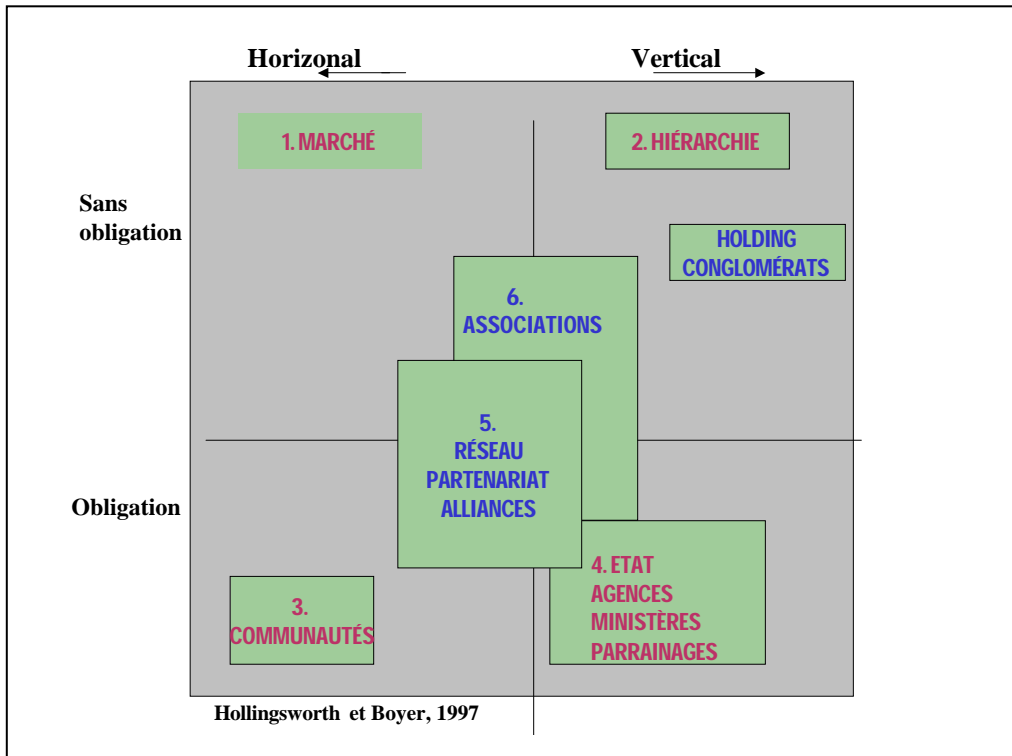 Horizonal
Vertical
1. MARCHÉ
2. HIÉRARCHIE
Sans
obligation
HOLDING
CONGLOMÉRATS
6.
ASSOCIATIONS
5.
RÉSEAU
PARTENARIAT
ALLIANCES
Obligation
4. ETAT
AGENCES
MINISTÈRES
PARRAINAGES
3.
COMMUNAUTÉS
Hollingsworth et Boyer, 1997